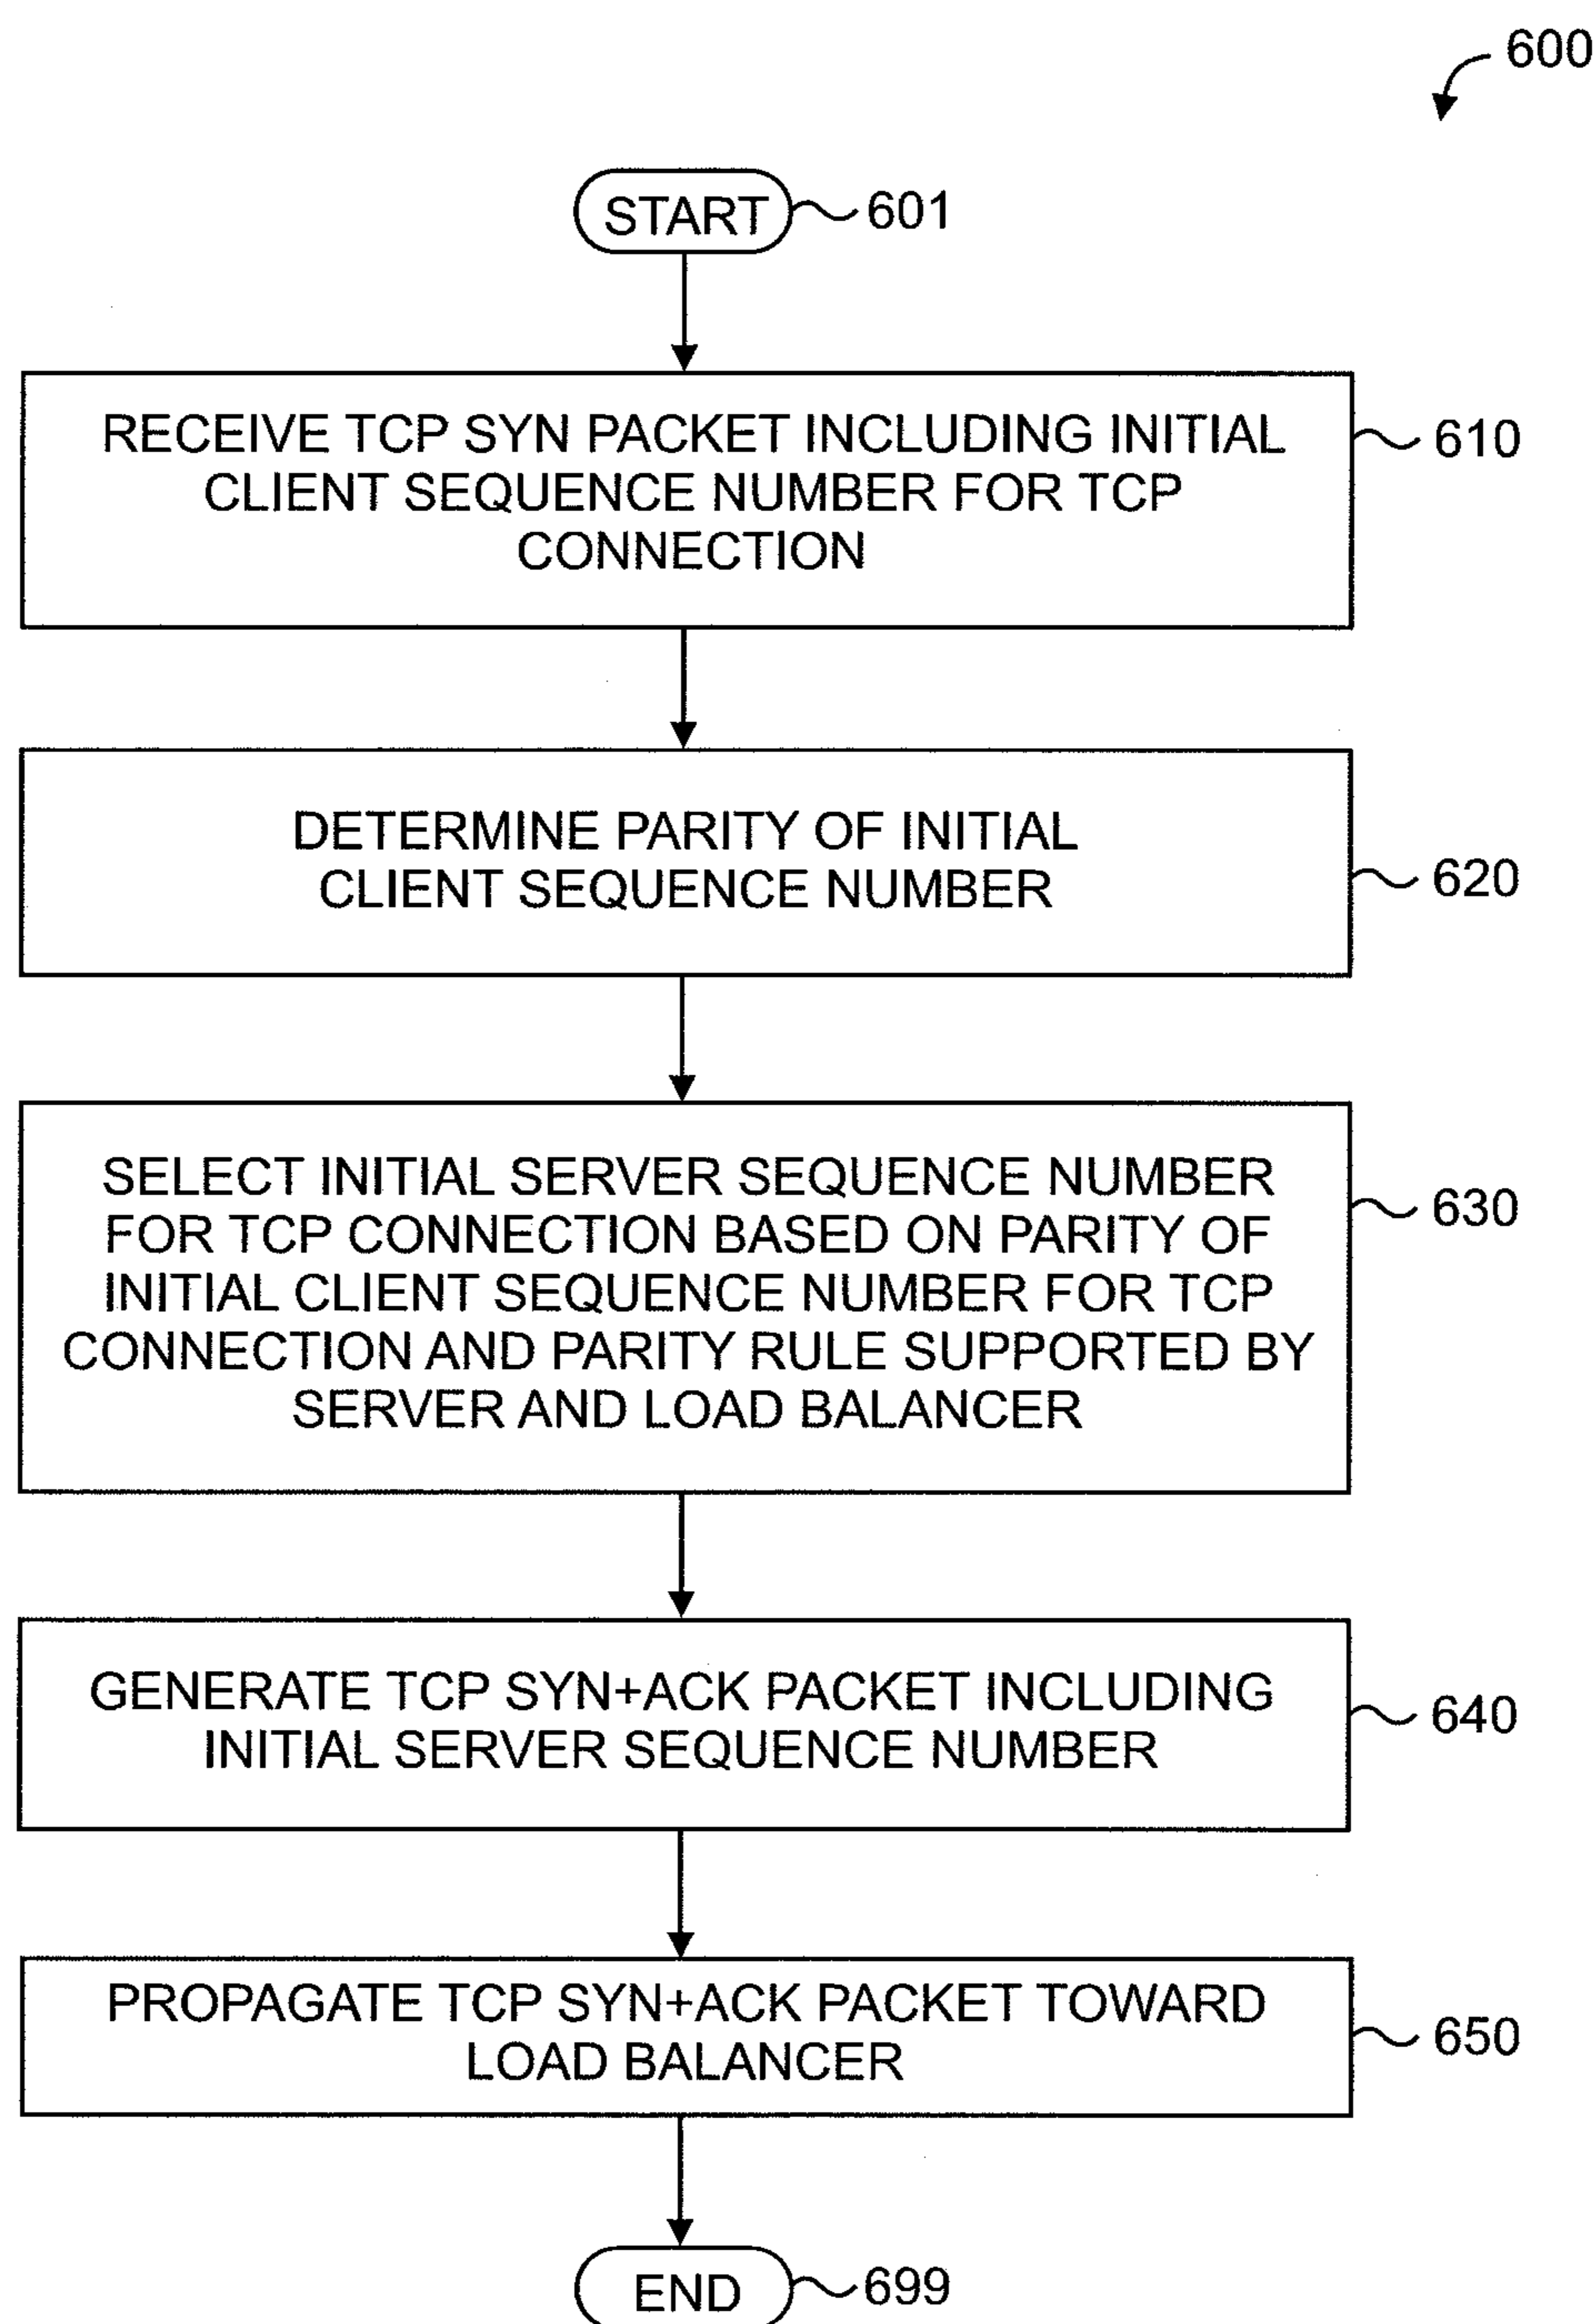 600
START
601
RECEIVE TCP SYN PACKET INCLUDING INITIAL
CLIENT SEQUENCE NUMBER FOR TCP
CONNECTION
610
DETERMINE PARITY OF INITIAL
CLIENT SEQUENCE NUMBER
620
SELECT INITIAL SERVER SEQUENCE NUMBER
FOR TCP CONNECTION BASED ON PARITY OF
INITIAL CLIENT SEQUENCE NUMBER FOR TCP
CONNECTION AND PARITY RULE SUPPORTED BY
SERVER AND LOAD BALANCER
630
GENERATE TCP SYN+ACK PACKET INCLUDING
INITIAL SERVER SEQUENCE NUMBER
640
PROPAGATE TCP SYN+ACK PACKET TOWARD
LOAD BALANCER
650
END
699